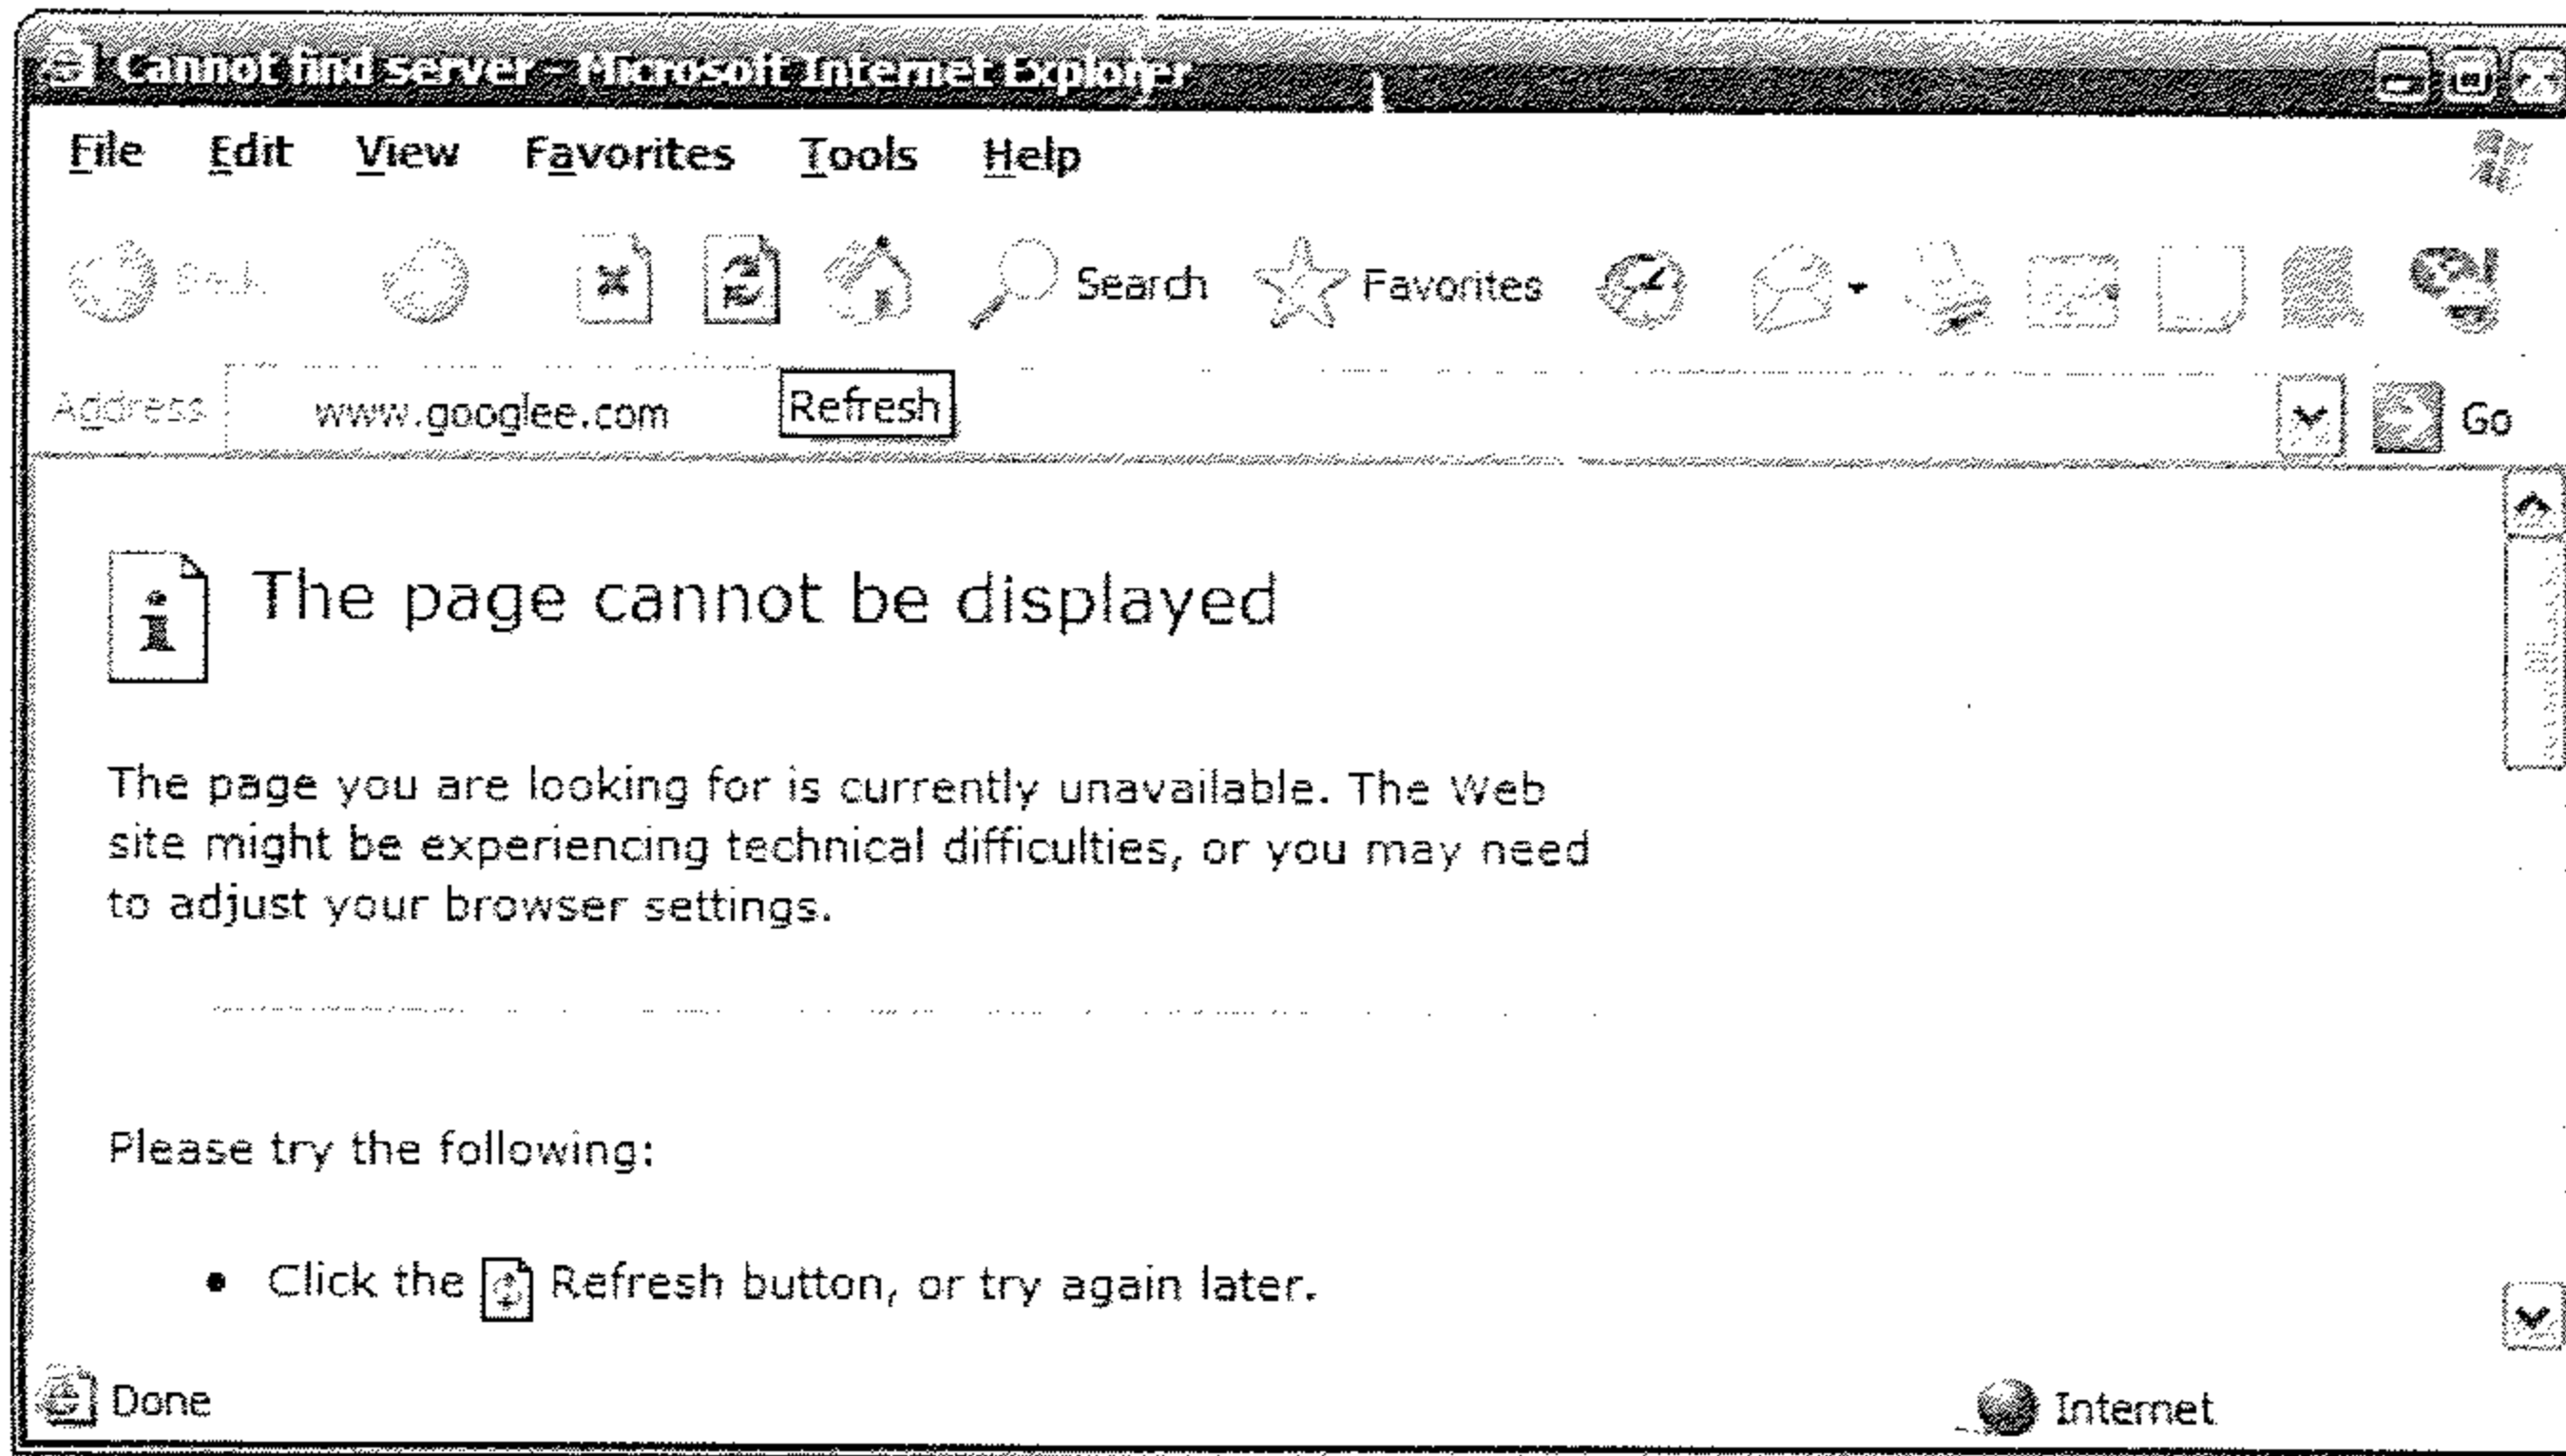 Cannot find server - Microsoft Internet Explorer
File Edit View Favorites Tools Help
Back Search Favorites
Address www.googlee.com Refresh Go
The page cannot be displayed
The page you are looking for is currently unavailable. The Web
site might be experiencing technical difficulties, or you may need
to adjust your browser settings.
Please try the following:
• Click the Refresh button, or try again later.
Done Internet